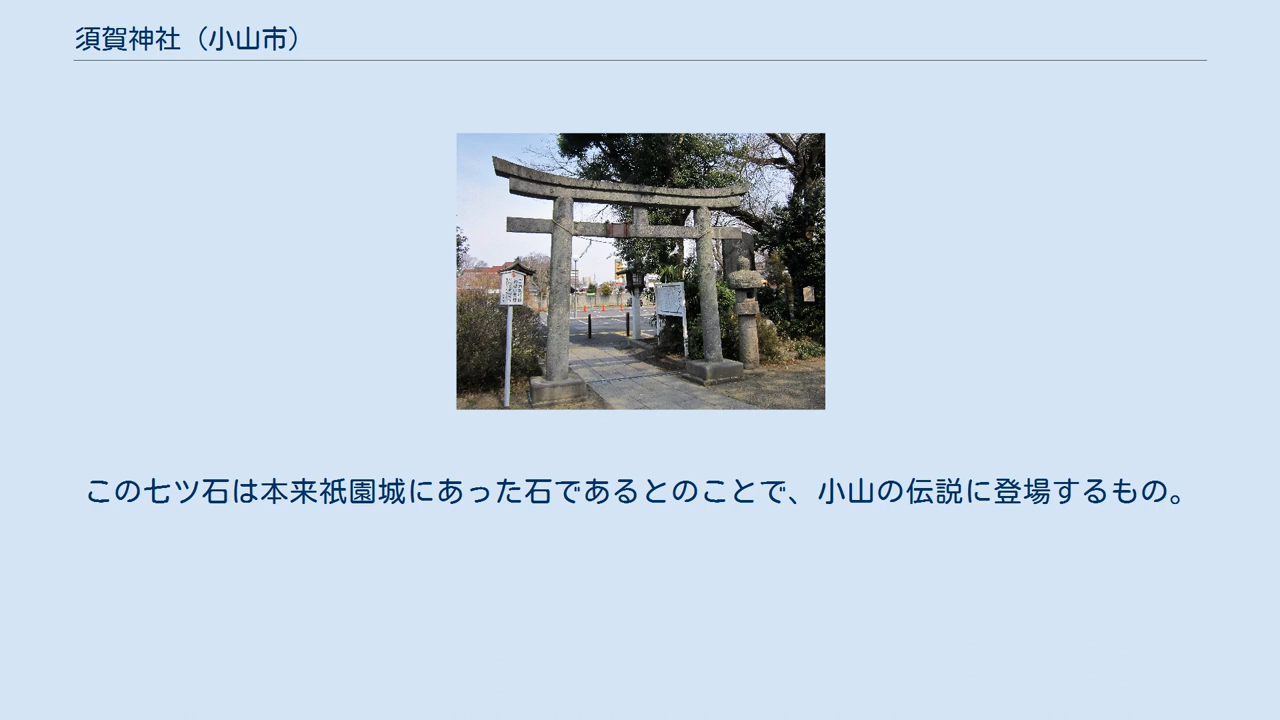 須賀神社（小山市）
この七ツ石は本来祇園城にあった石であるとのことで、小山の伝説に登場するもの。